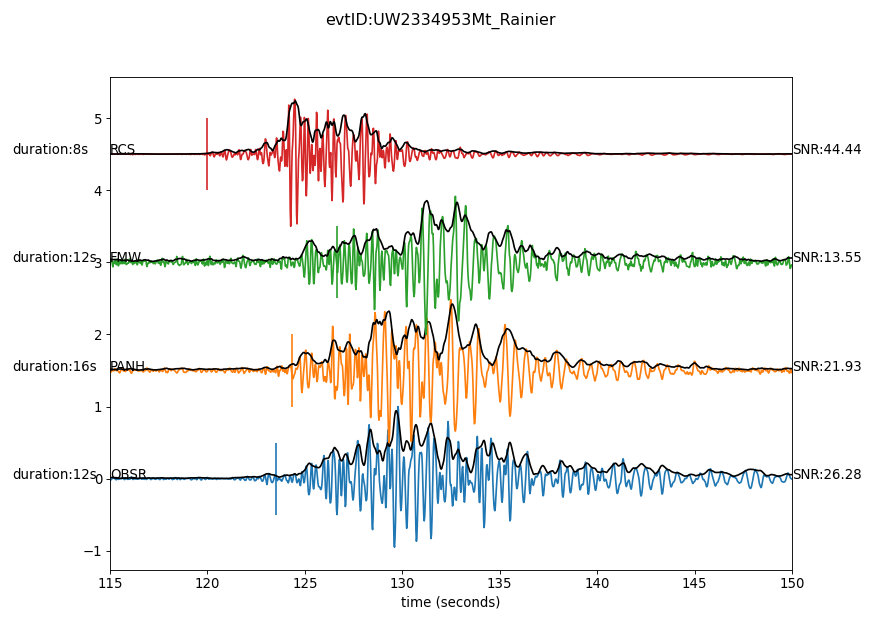 evtID:UW2334953Mt_Rainier
5
duration:8s RCS SNR:44.44
4
duration:12s FMW SNR:13.55
3
2
duration:16s PANH SNR:21.93
1
duration:12s OBSR SNR:26.28
0
−1
115 120 125 130 135 140 145 150
time (seconds)